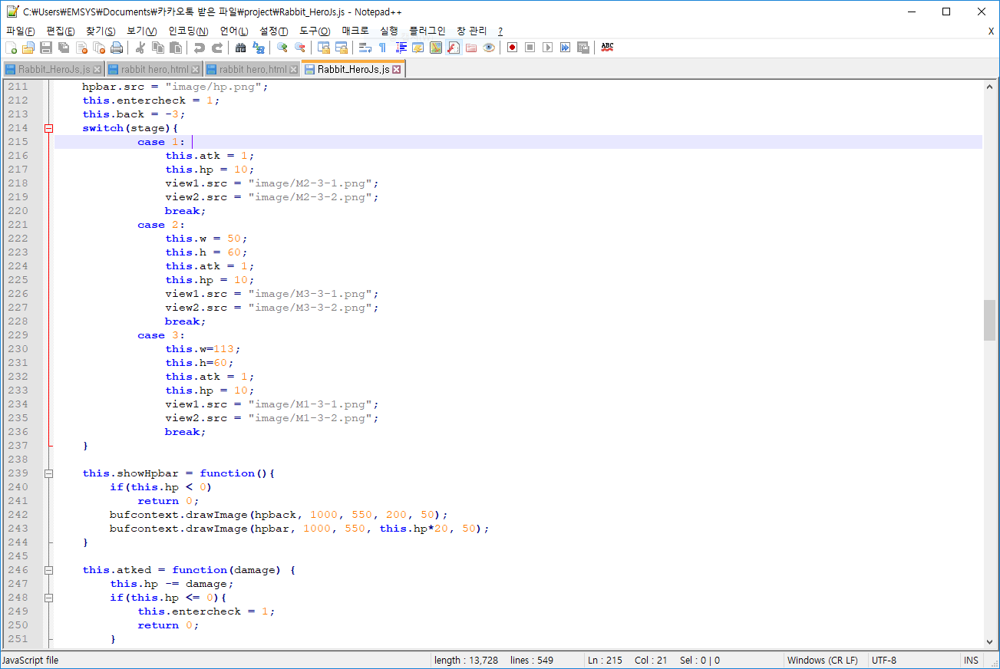 C:₩Users₩EMSYS₩Documents₩카카오톡 받은 파일₩project₩Rabbit_HeroJs.js - Notepad++
파일(F) 편집(E) 찾기(S) 보기(V) 인코딩(N) 언어(L) 설정(T) 도구(O) 매크로 실행 플러그인 창 관리 ? X
ABC
Rabbit_HeroJs.js rabbit hero.html rabbit hero.html Rabbit_HeroJs.js
211 hpbar.src = "image/hp.png";
212 this.entercheck = 1;
213 this.back = -3;
214 switch(stage){
215 case 1:
216 this.atk = 1;
217 this.hp = 10;
218 view1.src = "image/M2-3-1.png";
219 view2.src = "image/M2-3-2.png";
220 break;
221 case 2:
222 this.w = 50;
223 this.h = 60;
224 this.atk = 1;
225 this.hp = 10;
226 view1.src = "image/M3-3-1.png";
227 view2.src = "image/M3-3-2.png";
228 break;
229 case 3:
230 this.w=113;
231 this.h=60;
232 this.atk = 1;
233 this.hp = 10;
234 view1.src = "image/M1-3-1.png";
235 view2.src = "image/M1-3-2.png";
236 break;
237 }
238
239 this.showHpbar = function(){
240 if(this.hp < 0)
241 return 0;
242 bufcontext.drawImage(hpback, 1000, 550, 200, 50);
243 bufcontext.drawImage(hpbar, 1000, 550, this.hp*20, 50);
244 }
245
246 this.atked = function(damage) {
247 this.hp -= damage;
248 if(this.hp <= 0){
249 this.entercheck = 1;
250 return 0;
251 }
JavaScript file length : 13,728 lines : 549 Ln : 215 Col : 21 Sel : 0 | 0 Windows (CR LF) UTF-8 INS